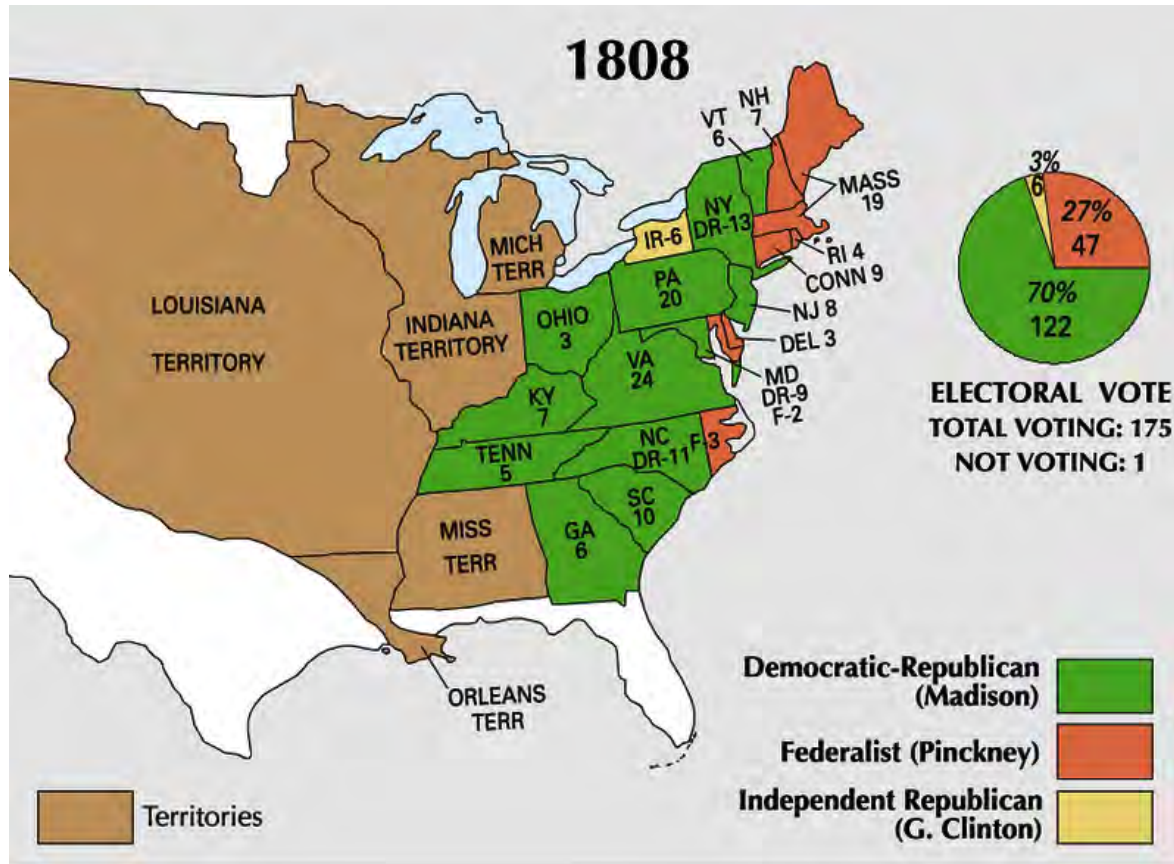 1808
VT
6
NH
7
MASS
19
NY
DR-13
IR-6
RI 4
CONN 9
MICH
TERR
PA
20
NJ 8
LOUISIANA
TERRITORY
INDIANA
TERRITORY
OHIO
3
DEL 3
VA
24
MD
DR-9
F-2
KY
7
NC
DR-11
F-3
TENN
5
SC
10
MISS
TERR
GA
6
ORLEANS
TERR
3%
6
27%
47
70%
122
ELECTORAL VOTE
TOTAL VOTING: 175
NOT VOTING: 1
Democratic-Republican
(Madison)
Federalist (Pinckney)
Independent Republican
(G. Clinton)
Territories